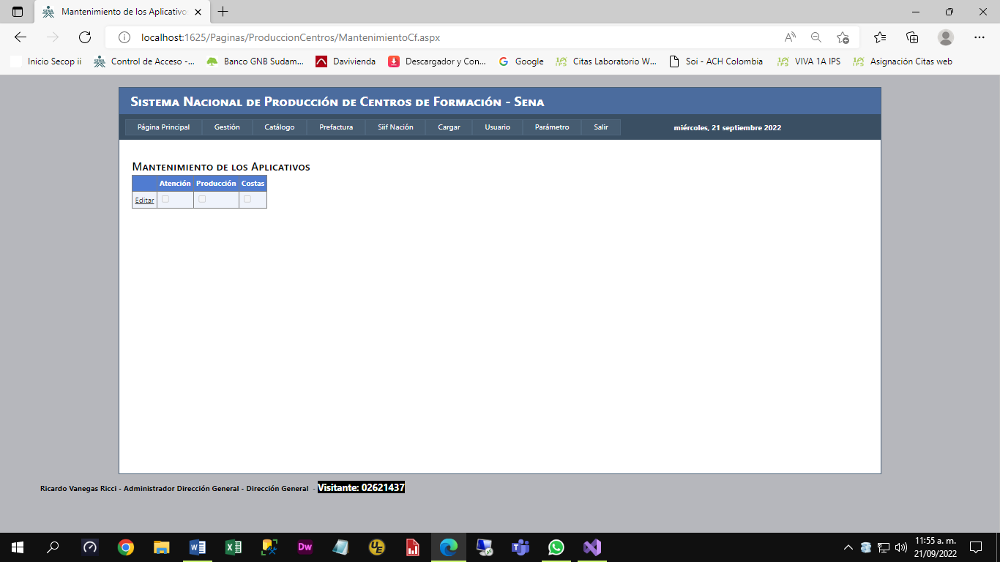 Mantenimiento de los Aplicativos
localhost:1625/Paginas/ProduccionCentros/MantenimientoCf.aspx
Inicio Secop ii Control de Acceso -... Banco GNB Sudam... Davivienda Descargador y Con... Google Citas Laboratorio W... Soi - ACH Colombia VIVA 1A IPS Asignación Citas web
Sistema Nacional de Producción de Centros de Formación - Sena
Página Principal Gestión Catálogo Prefactura Siif Nación Cargar Usuario Parámetro Salir miércoles, 21 septiembre 2022
Mantenimiento de los Aplicativos
Atención Producción Costas
Editar
Ricardo Vanegas Ricci - Administrador Dirección General - Dirección General - Visitante: 02621437
Dw UE
11:55 a. m.
21/09/2022